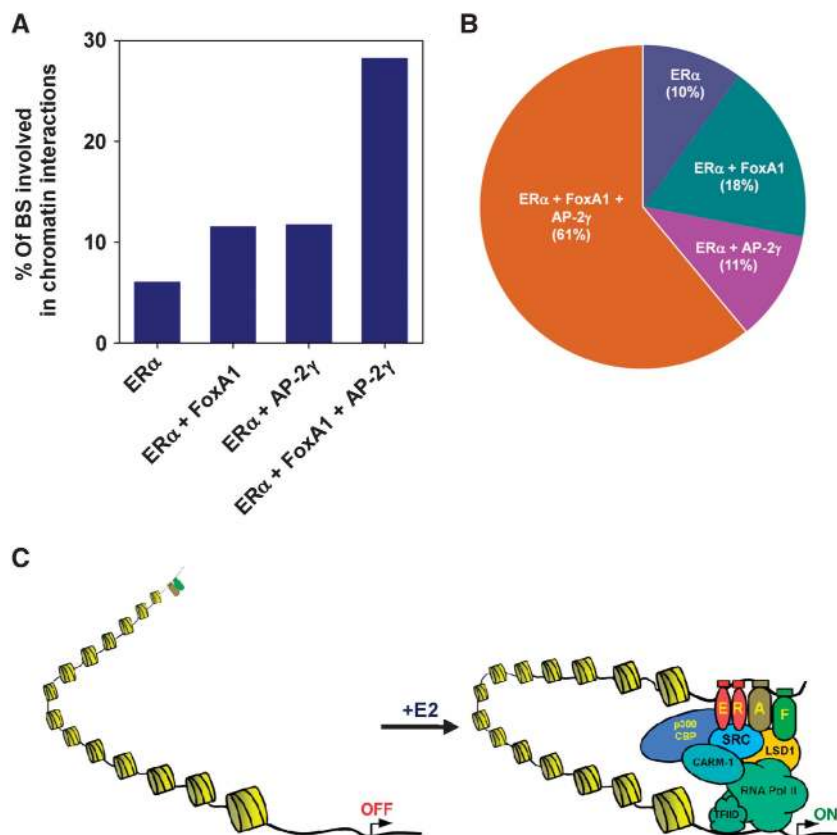 A
% Of BS involved
in chromatin interactions
30
20
10
0
ERα
ERα + FoxA1
ERα + AP-2γ
ERα + FoxA1 + AP-2γ
B
ERα
(10%)
ERα + FoxA1
(18%)
ERα + AP-2γ
(11%)
ERα + FoxA1 +
AP-2γ
(61%)
C
OFF
+E2
E R A F
p300
CBP
SRC
LSD1
CARM-1
RNA Pol II
TFIID
ON